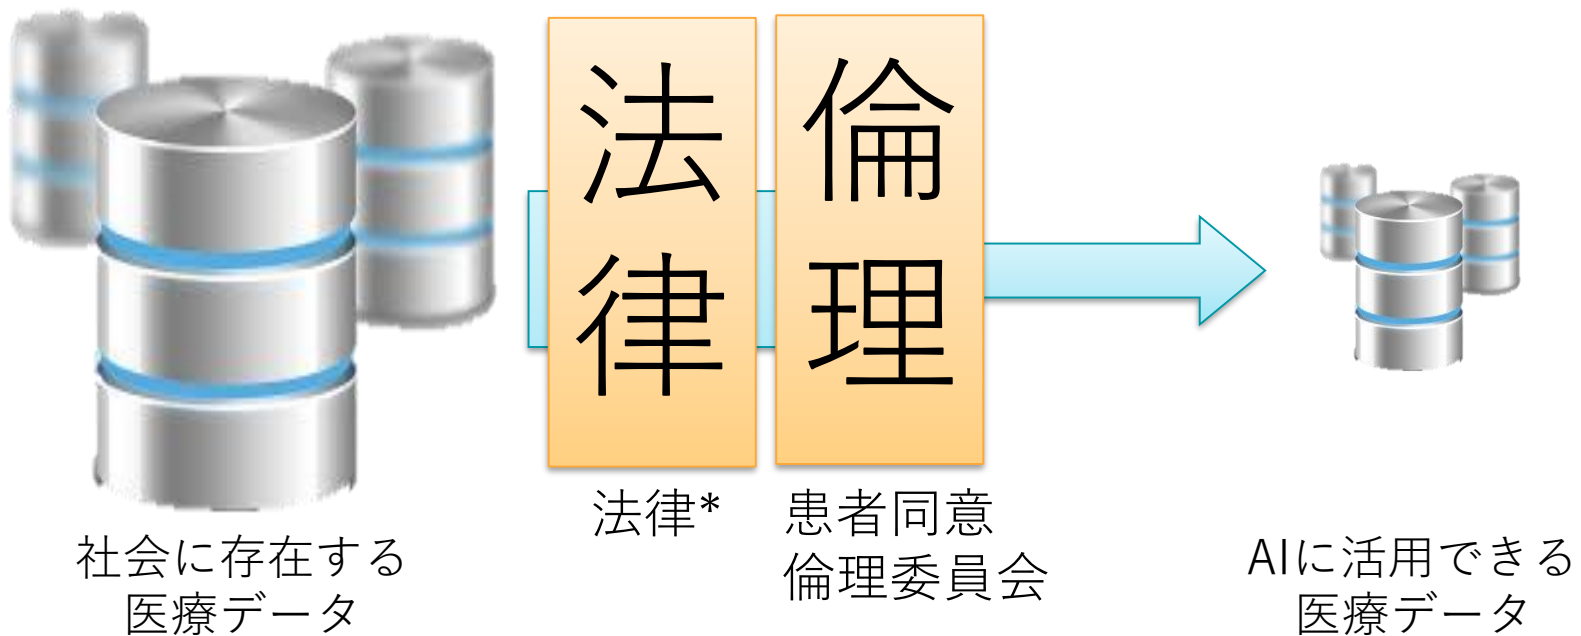 法律
倫理
法律*
患者同意
倫理委員会
社会に存在する
医療データ
AIに活用できる
医療データ